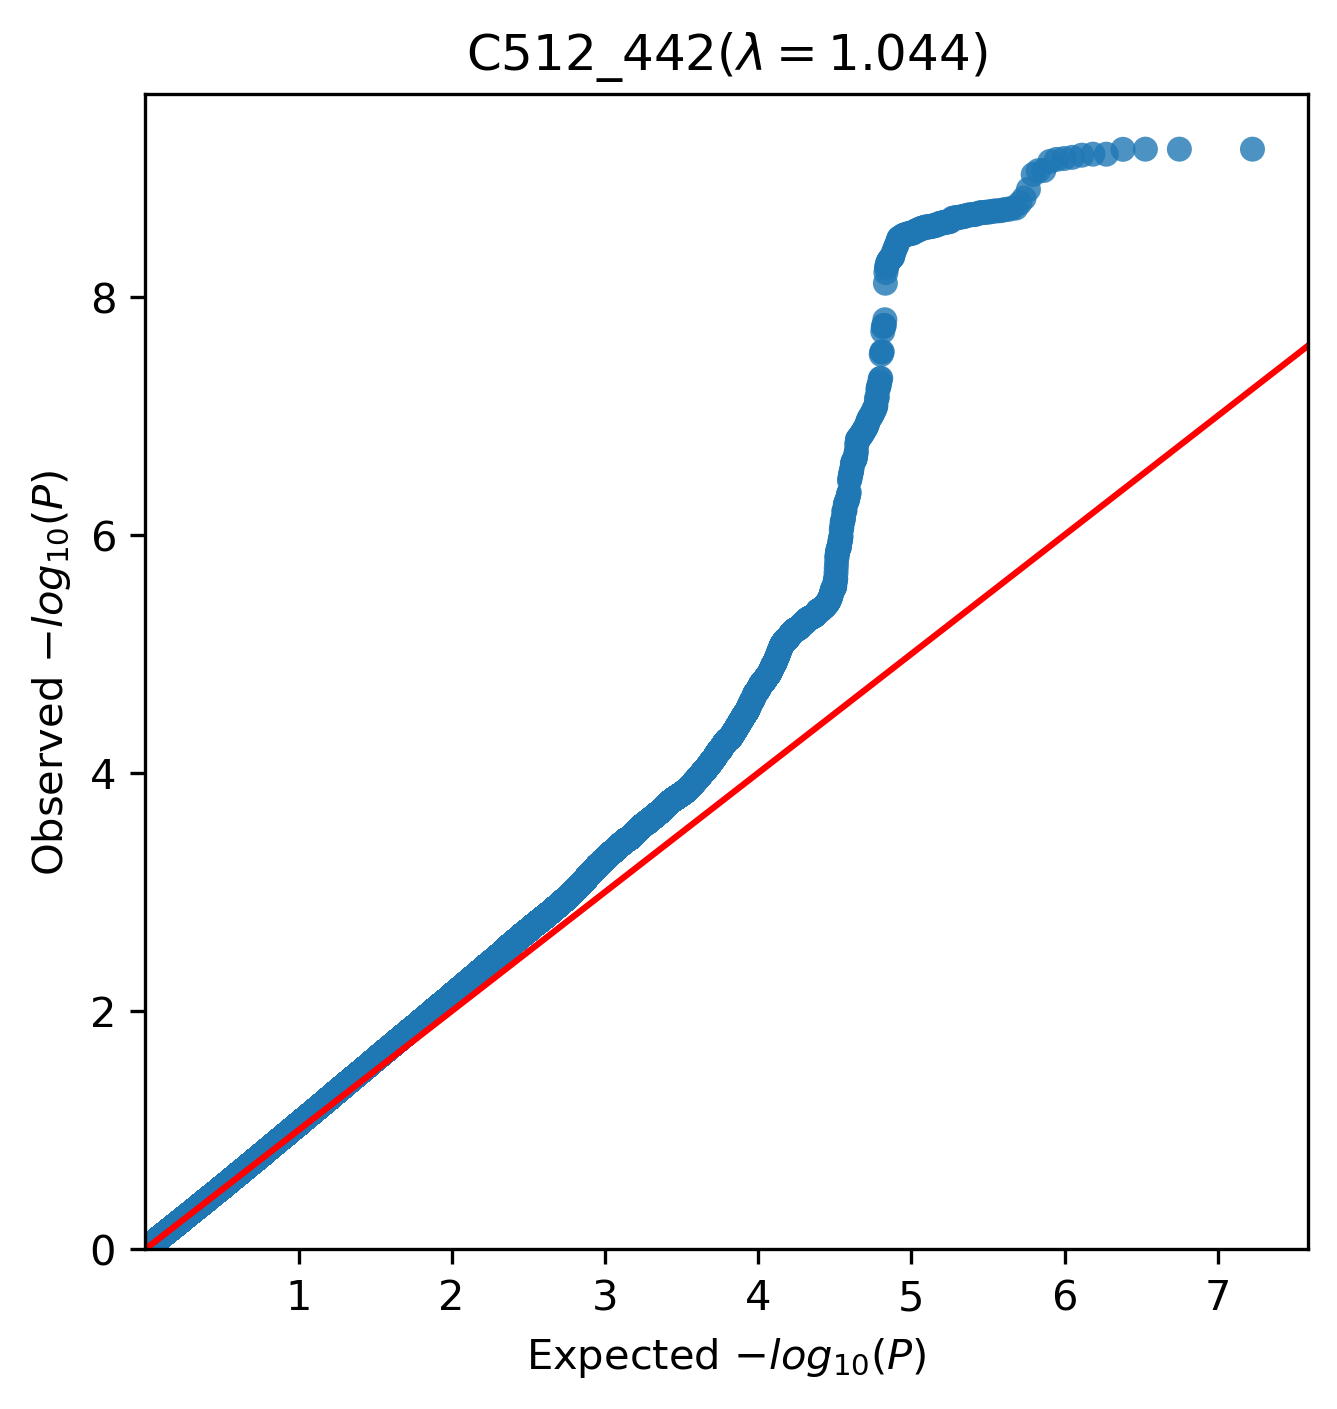 C512_442(λ = 1.044)
Observed −log₁₀(P)
8
6
4
2
0
1 2 3 4 5 6 7
Expected −log₁₀(P)